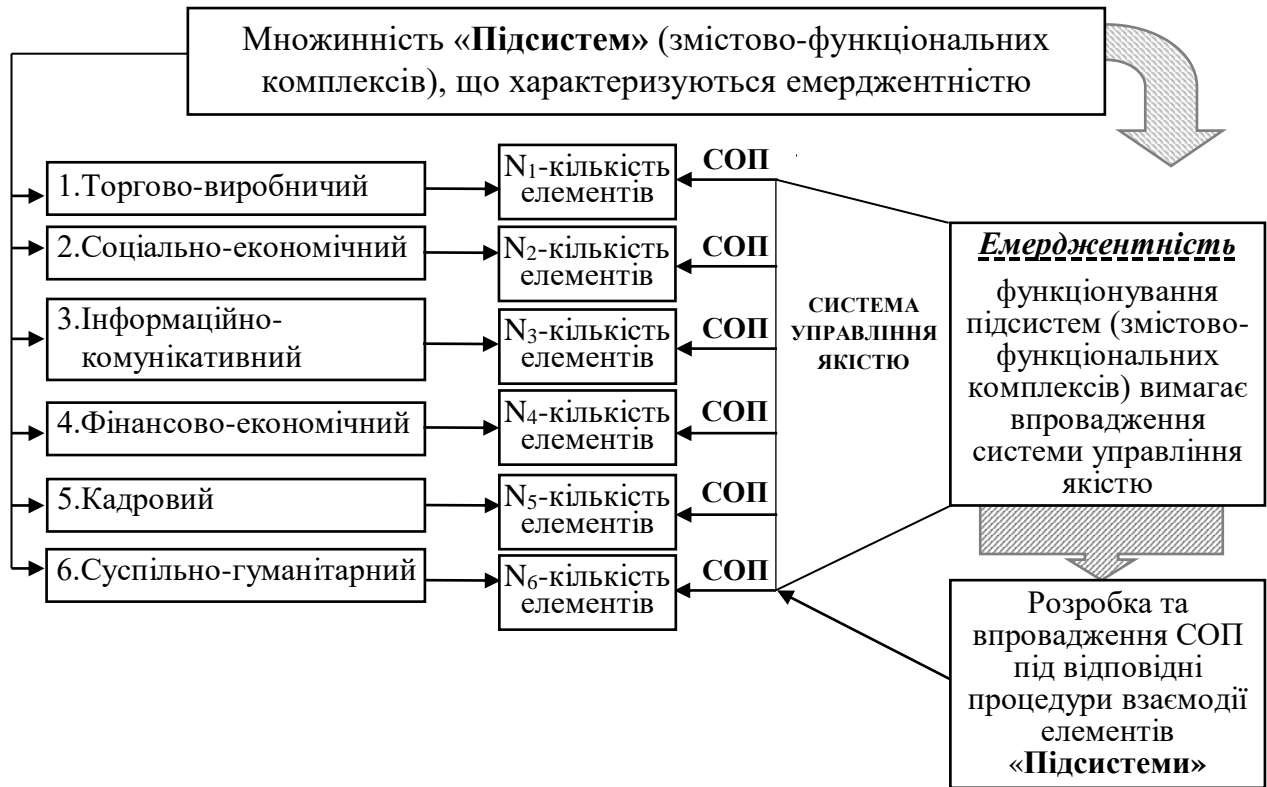 Множинність «Підсистем» (змістово-функціональних
комплексів), що характеризуються емерджентністю
1.Торгово-виробничий
N₁-кількість
елементів
СОП
2.Соціально-економічний
N₂-кількість
елементів
СОП
3.Інформаційно-
комунікативний
N₃-кількість
елементів
СОП
4.Фінансово-економічний
N₄-кількість
елементів
СОП
5.Кадровий
N₅-кількість
елементів
СОП
6.Суспільно-гуманітарний
N₆-кількість
елементів
СОП
СИСТЕМА
УПРАВЛІННЯ
ЯКІСТЮ
Емерджентність
функціонування
підсистем (змістово-
функціональних
комплексів) вимагає
впровадження
системи управління
якістю
Розробка та
впровадження СОП
під відповідні
процедури взаємодії
елементів
«Підсистеми»